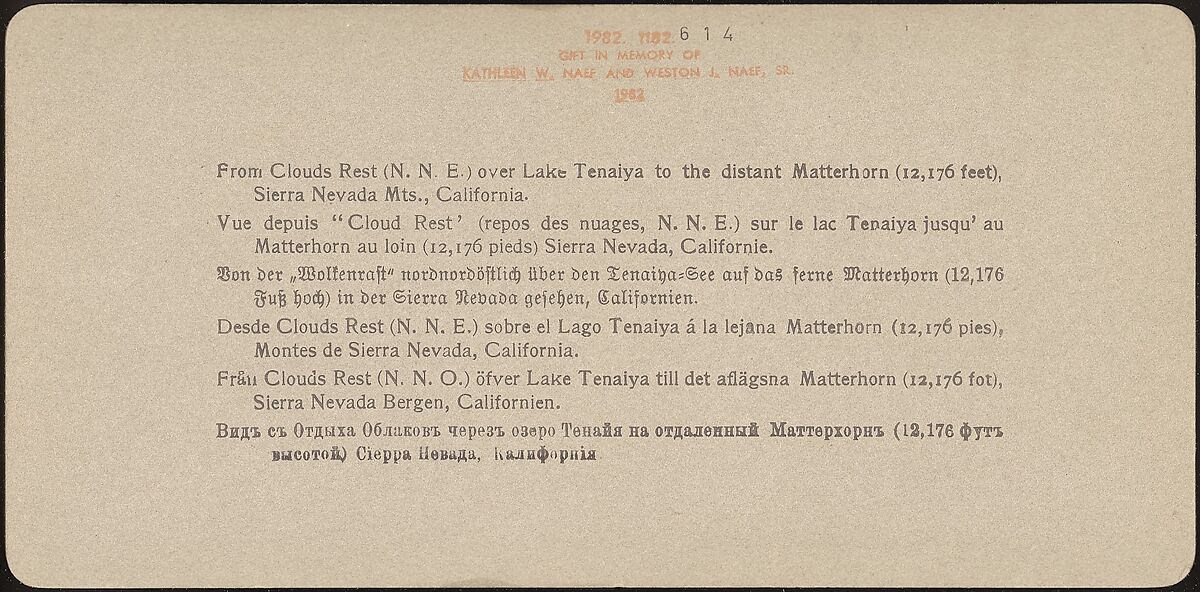 1982. 1182. 614
GIFT IN MEMORY OF
KATHLEEN W. NAEF AND WESTON J. NAEF, SR.
1982
From Clouds Rest (N. N. E.) over Lake Tenaiya to the distant Matterhorn (12,176 feet),
Sierra Nevada Mts., California.
Vue depuis “Cloud Rest’ (repos des nuages, N. N. E.) sur le lac Tenaiya jusqu’ au
Matterhorn au loin (12,176 pieds) Sierra Nevada, Californie.
Von der „Wolkenrast“ nordnordöstlich über den Tenaiya-See auf das ferne Matterhorn (12,176
Fuß hoch) in der Sierra Nevada gesehen, Californien.
Desde Clouds Rest (N. N. E.) sobre el Lago Tenaiya á la lejana Matterhorn (12,176 pies),
Montes de Sierra Nevada, California.
Från Clouds Rest (N. N. O.) öfver Lake Tenaiya till det aflägsna Matterhorn (12,176 fot),
Sierra Nevada Bergen, Californien.
Видъ съ Отдыха Облаковъ черезъ озеро Тенайя на отдаленный Маттерхорнъ (12,176 футъ
высотой) Сіерра Невада, Калифорнія